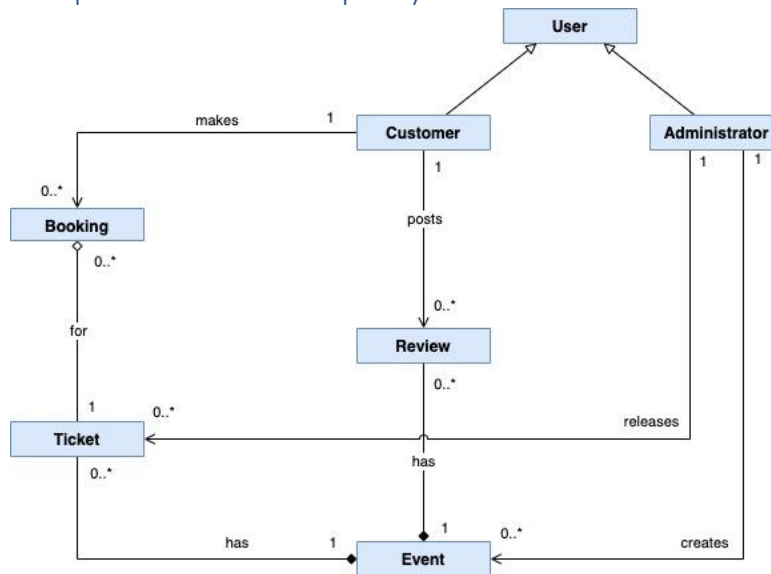 User
makes
1
Customer
Administrator
1
1
1
0..*
Booking
0..*
posts
for
0..*
Review
0..*
1
0..*
releases
Ticket
0..*
has
has
1
1
0..*
creates
Event